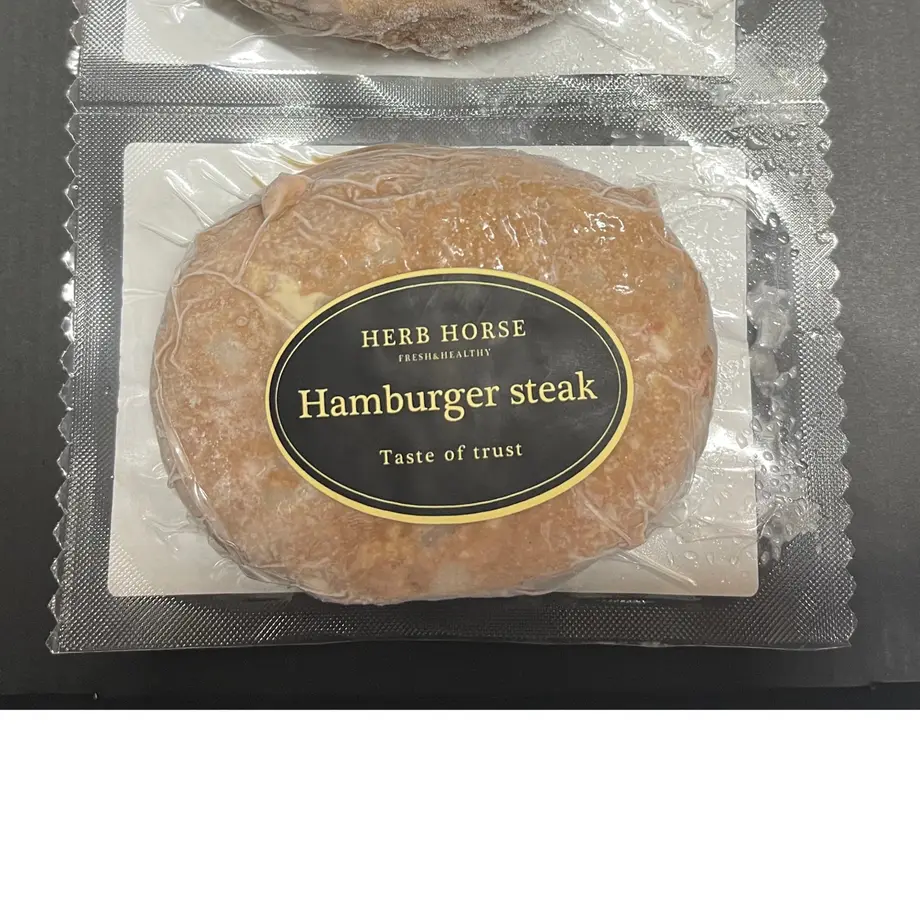 HERB HORSE
FRESH&HEALTHY
Hamburger steak
Taste of trust